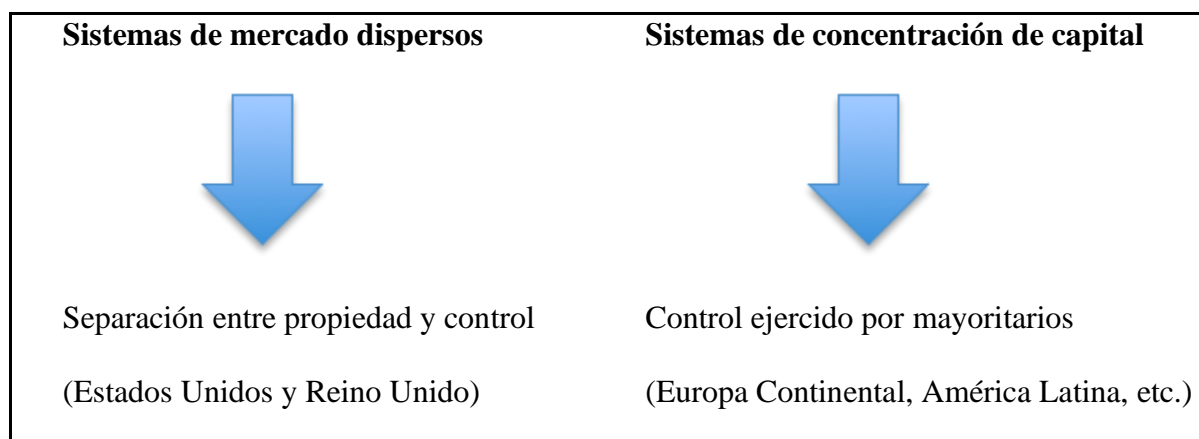 Sistemas de mercado dispersos
Sistemas de concentración de capital
Separación entre propiedad y control
(Estados Unidos y Reino Unido)
Control ejercido por mayoritarios
(Europa Continental, América Latina, etc.)